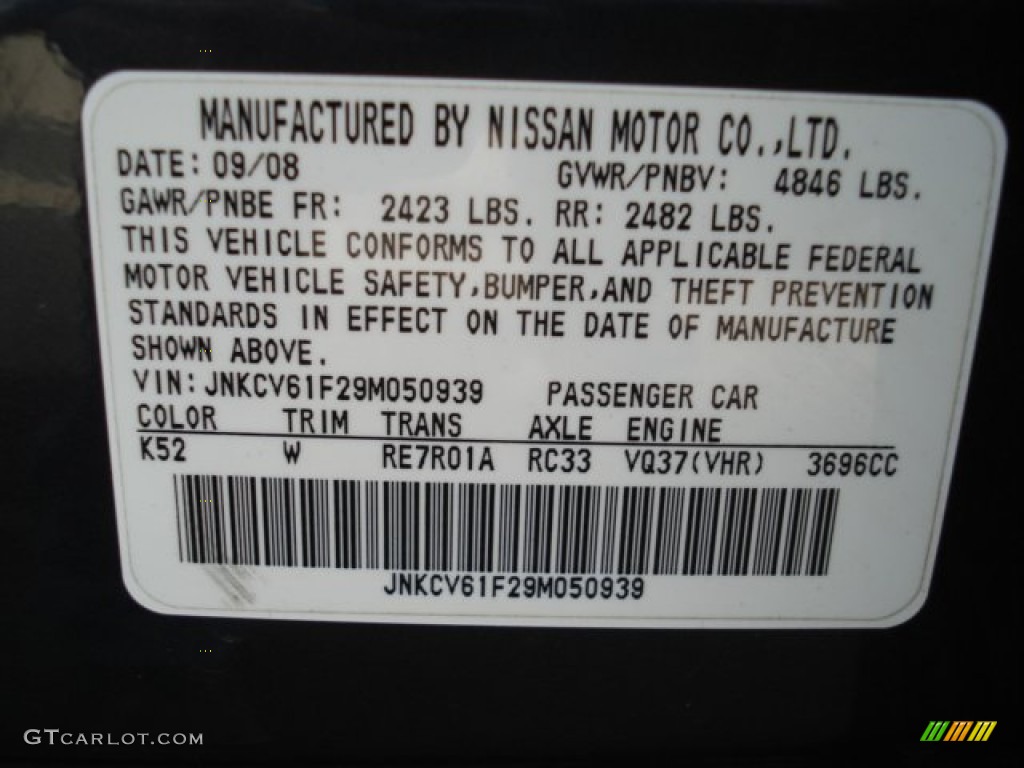 MANUFACTURED BY NISSAN MOTOR CO.,LTD.
DATE: 09/08 GVWR/PNBV: 4846 LBS.
GAWR/PNBE FR: 2423 LBS. RR: 2482 LBS.
THIS VEHICLE CONFORMS TO ALL APPLICABLE FEDERAL
MOTOR VEHICLE SAFETY,BUMPER,AND THEFT PREVENTION
STANDARDS IN EFFECT ON THE DATE OF MANUFACTURE
SHOWN ABOVE.
VIN: JNKCV61F29M050939 PASSENGER CAR
COLOR TRIM TRANS AXLE ENGINE
K52 W RE7R01A RC33 VQ37(VHR) 3696CC
JNKCV61F29M050939
GTCARLOT.COM